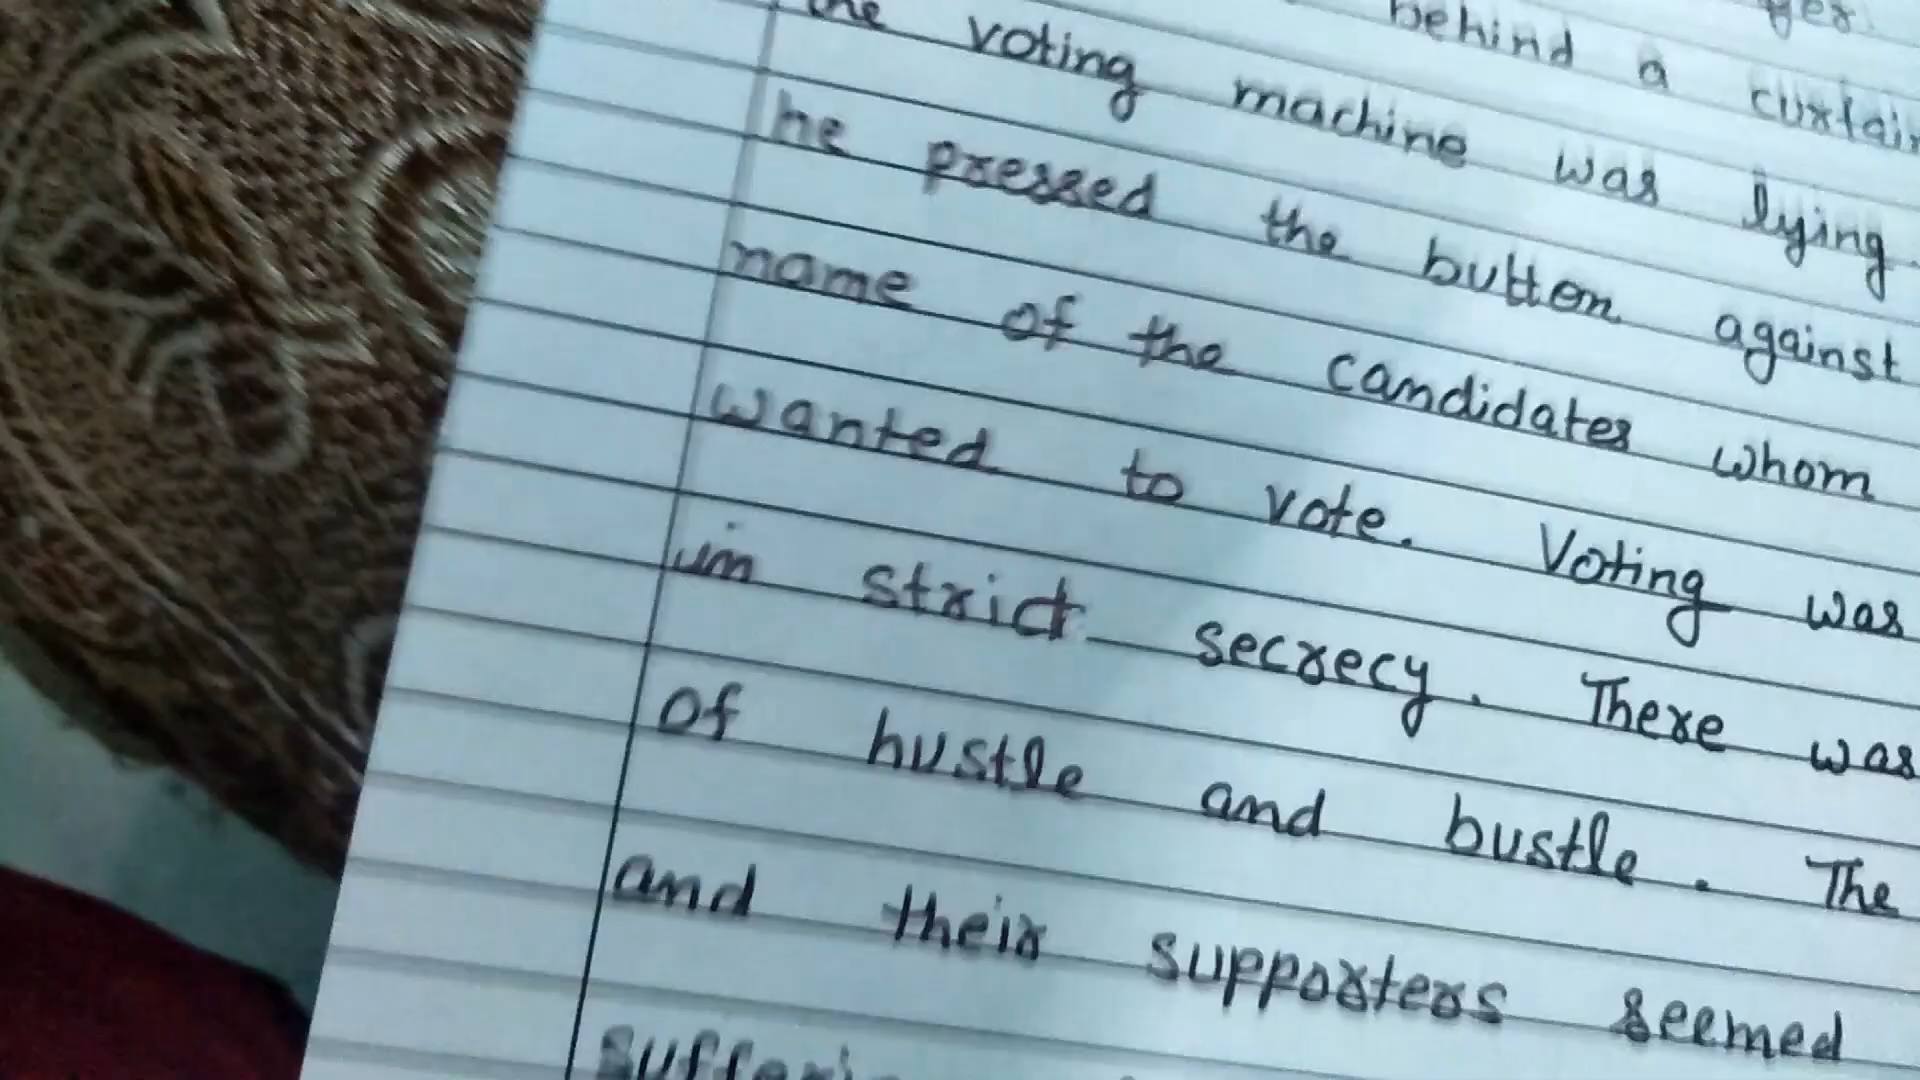 behind a curtain
the voting machine was lying.
he pressed the button against
name of the candidates whom
wanted to vote. Voting was
in strict secrecy. There was
of hustle and bustle. The
and their supporters seemed